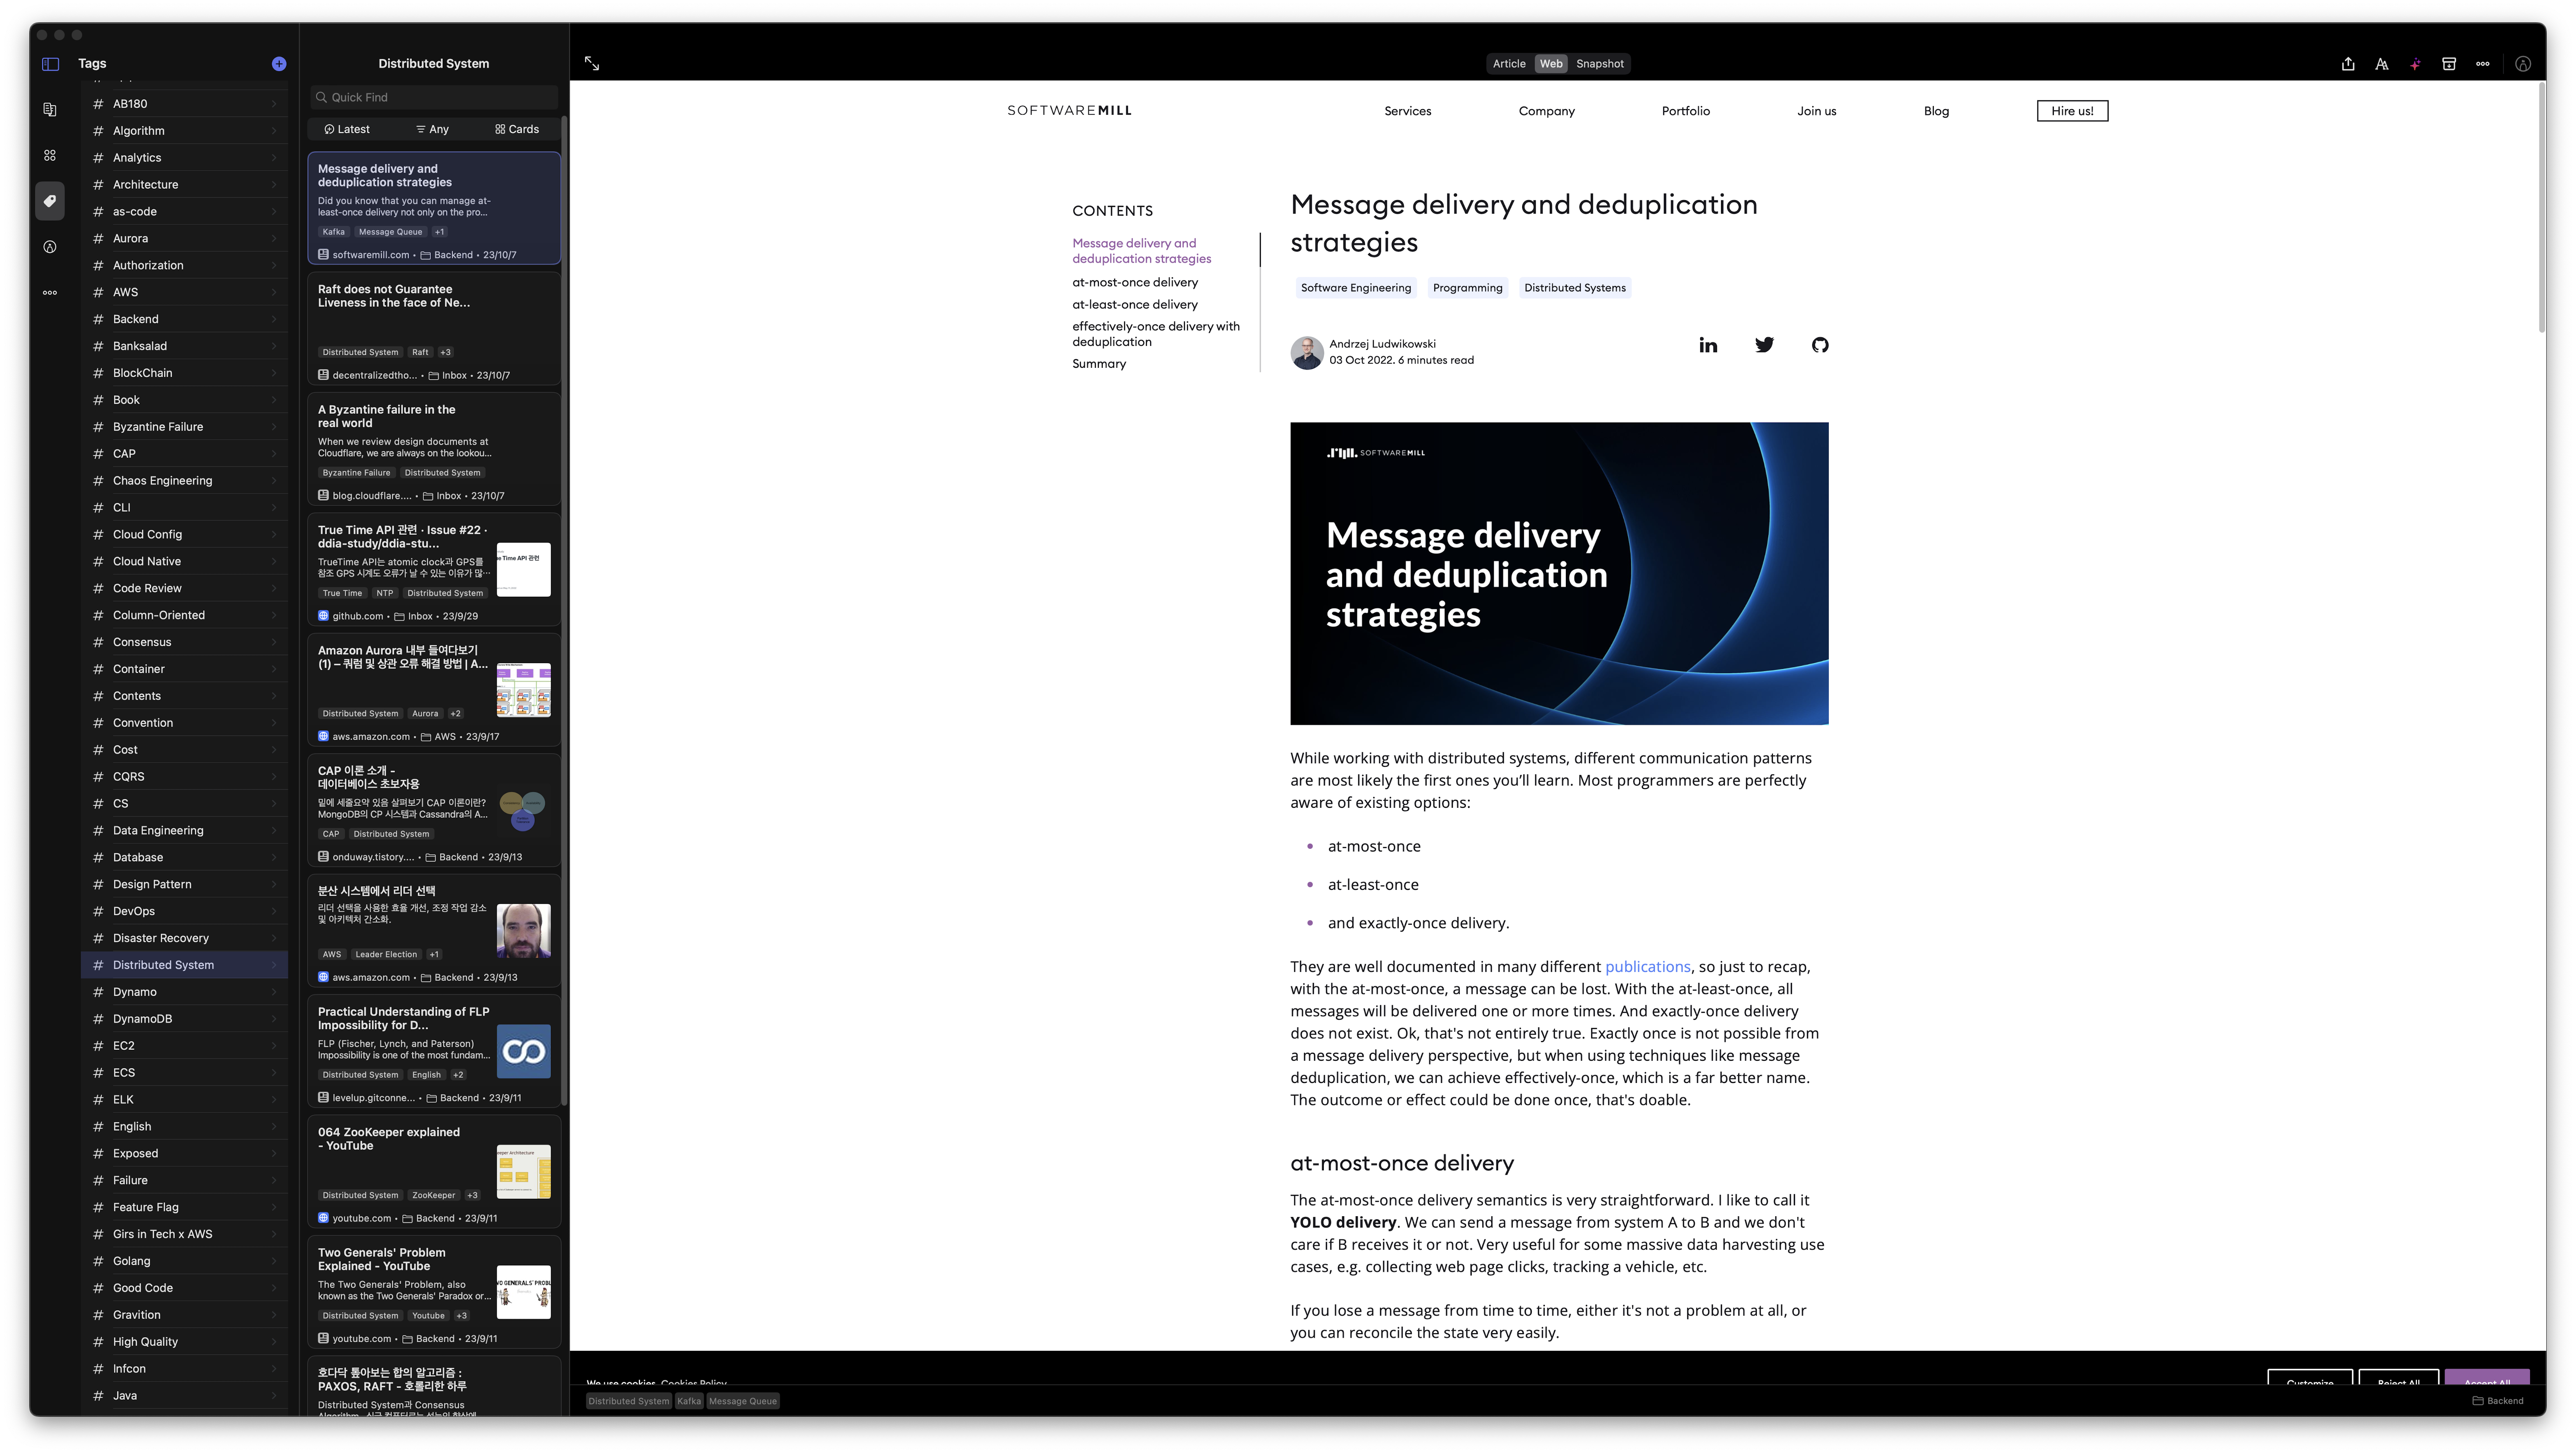 Tags
AB180
Algorithm
Analytics
Architecture
as-code
Aurora
Authorization
AWS
Backend
Banksalad
BlockChain
Book
Byzantine Failure
CAP
Chaos Engineering
CLI
Cloud Config
Cloud Native
Code Review
Column-Oriented
Consensus
Container
Contents
Convention
Cost
CQRS
CS
Data Engineering
Database
Design Pattern
DevOps
Disaster Recovery
Distributed System
Dynamo
DynamoDB
EC2
ECS
ELK
English
Exposed
Failure
Feature Flag
Girs in Tech x AWS
Golang
Good Code
Gravition
High Quality
Infcon
Java
Distributed System
Quick Find
Latest Any Cards
Message delivery and
deduplication strategies
Did you know that you can manage at-
least-once delivery not only on the pro...
Kafka Message Queue +1
softwaremill.com • Backend • 23/10/7
Raft does not Guarantee
Liveness in the face of Ne...
Distributed System Raft +3
decentralizedtho... • Inbox • 23/10/7
A Byzantine failure in the
real world
When we review design documents at
Cloudflare, we are always on the lookou...
Byzantine Failure Distributed System
blog.cloudflare.... • Inbox • 23/10/7
True Time API 관련 · Issue #22 ·
ddia-study/ddia-stu...
TrueTime API는 atomic clock과 GPS를
참조 GPS 시계도 오류가 날 수 있는 이유가 많...
e Time API 관련
True Time NTP Distributed System
github.com • Inbox • 23/9/29
Amazon Aurora 내부 들여다보기
(1) – 쿼럼 및 상관 오류 해결 방법 | A...
Distributed System Aurora +2
aws.amazon.com • AWS • 23/9/17
CAP 이론 소개 -
데이터베이스 초보자용
밑에 세줄요약 있음 살펴보기 CAP 이론이란?
MongoDB의 CP 시스템과 Cassandra의 A...
CAP Distributed System
onduway.tistory.... • Backend • 23/9/13
분산 시스템에서 리더 선택
리더 선택을 사용한 효율 개선, 조정 작업 감소
및 아키텍처 간소화.
AWS Leader Election +1
aws.amazon.com • Backend • 23/9/13
Practical Understanding of FLP
Impossibility for D...
FLP (Fischer, Lynch, and Paterson)
Impossibility is one of the most fundam...
Distributed System English +2
levelup.gitconne... • Backend • 23/9/11
064 ZooKeeper explained
- YouTube
eeper Architecture
Distributed System ZooKeeper +3
youtube.com • Backend • 23/9/11
Two Generals' Problem
Explained - YouTube
The Two Generals' Problem, also
known as the Two Generals' Paradox or...
WO GENERALS' PROBL
Distributed System Youtube +3
youtube.com • Backend • 23/9/11
호다닥 톺아보는 합의 알고리즘 :
PAXOS, RAFT - 호롤리한 하루
Distributed System과 Consensus
Article Web Snapshot
SOFTWAREMILL
Services Company Portfolio Join us Blog Hire us!
CONTENTS
Message delivery and
deduplication strategies
at-most-once delivery
at-least-once delivery
effectively-once delivery with
deduplication
Summary
Message delivery and deduplication
strategies
Software Engineering Programming Distributed Systems
Andrzej Ludwikowski
03 Oct 2022. 6 minutes read
SOFTWAREMILL
Message delivery
and deduplication
strategies
While working with distributed systems, different communication patterns
are most likely the first ones you’ll learn. Most programmers are perfectly
aware of existing options:
• at-most-once
• at-least-once
• and exactly-once delivery.
They are well documented in many different publications, so just to recap,
with the at-most-once, a message can be lost. With the at-least-once, all
messages will be delivered one or more times. And exactly-once delivery
does not exist. Ok, that's not entirely true. Exactly once is not possible from
a message delivery perspective, but when using techniques like message
deduplication, we can achieve effectively-once, which is a far better name.
The outcome or effect could be done once, that's doable.
at-most-once delivery
The at-most-once delivery semantics is very straightforward. I like to call it
YOLO delivery. We can send a message from system A to B and we don't
care if B receives it or not. Very useful for some massive data harvesting use
cases, e.g. collecting web page clicks, tracking a vehicle, etc.
If you lose a message from time to time, either it's not a problem at all, or
you can reconcile the state very easily.
We use cookies. Cookies Policy
Customize Reject All Accept All
Distributed System Kafka Message Queue
Backend